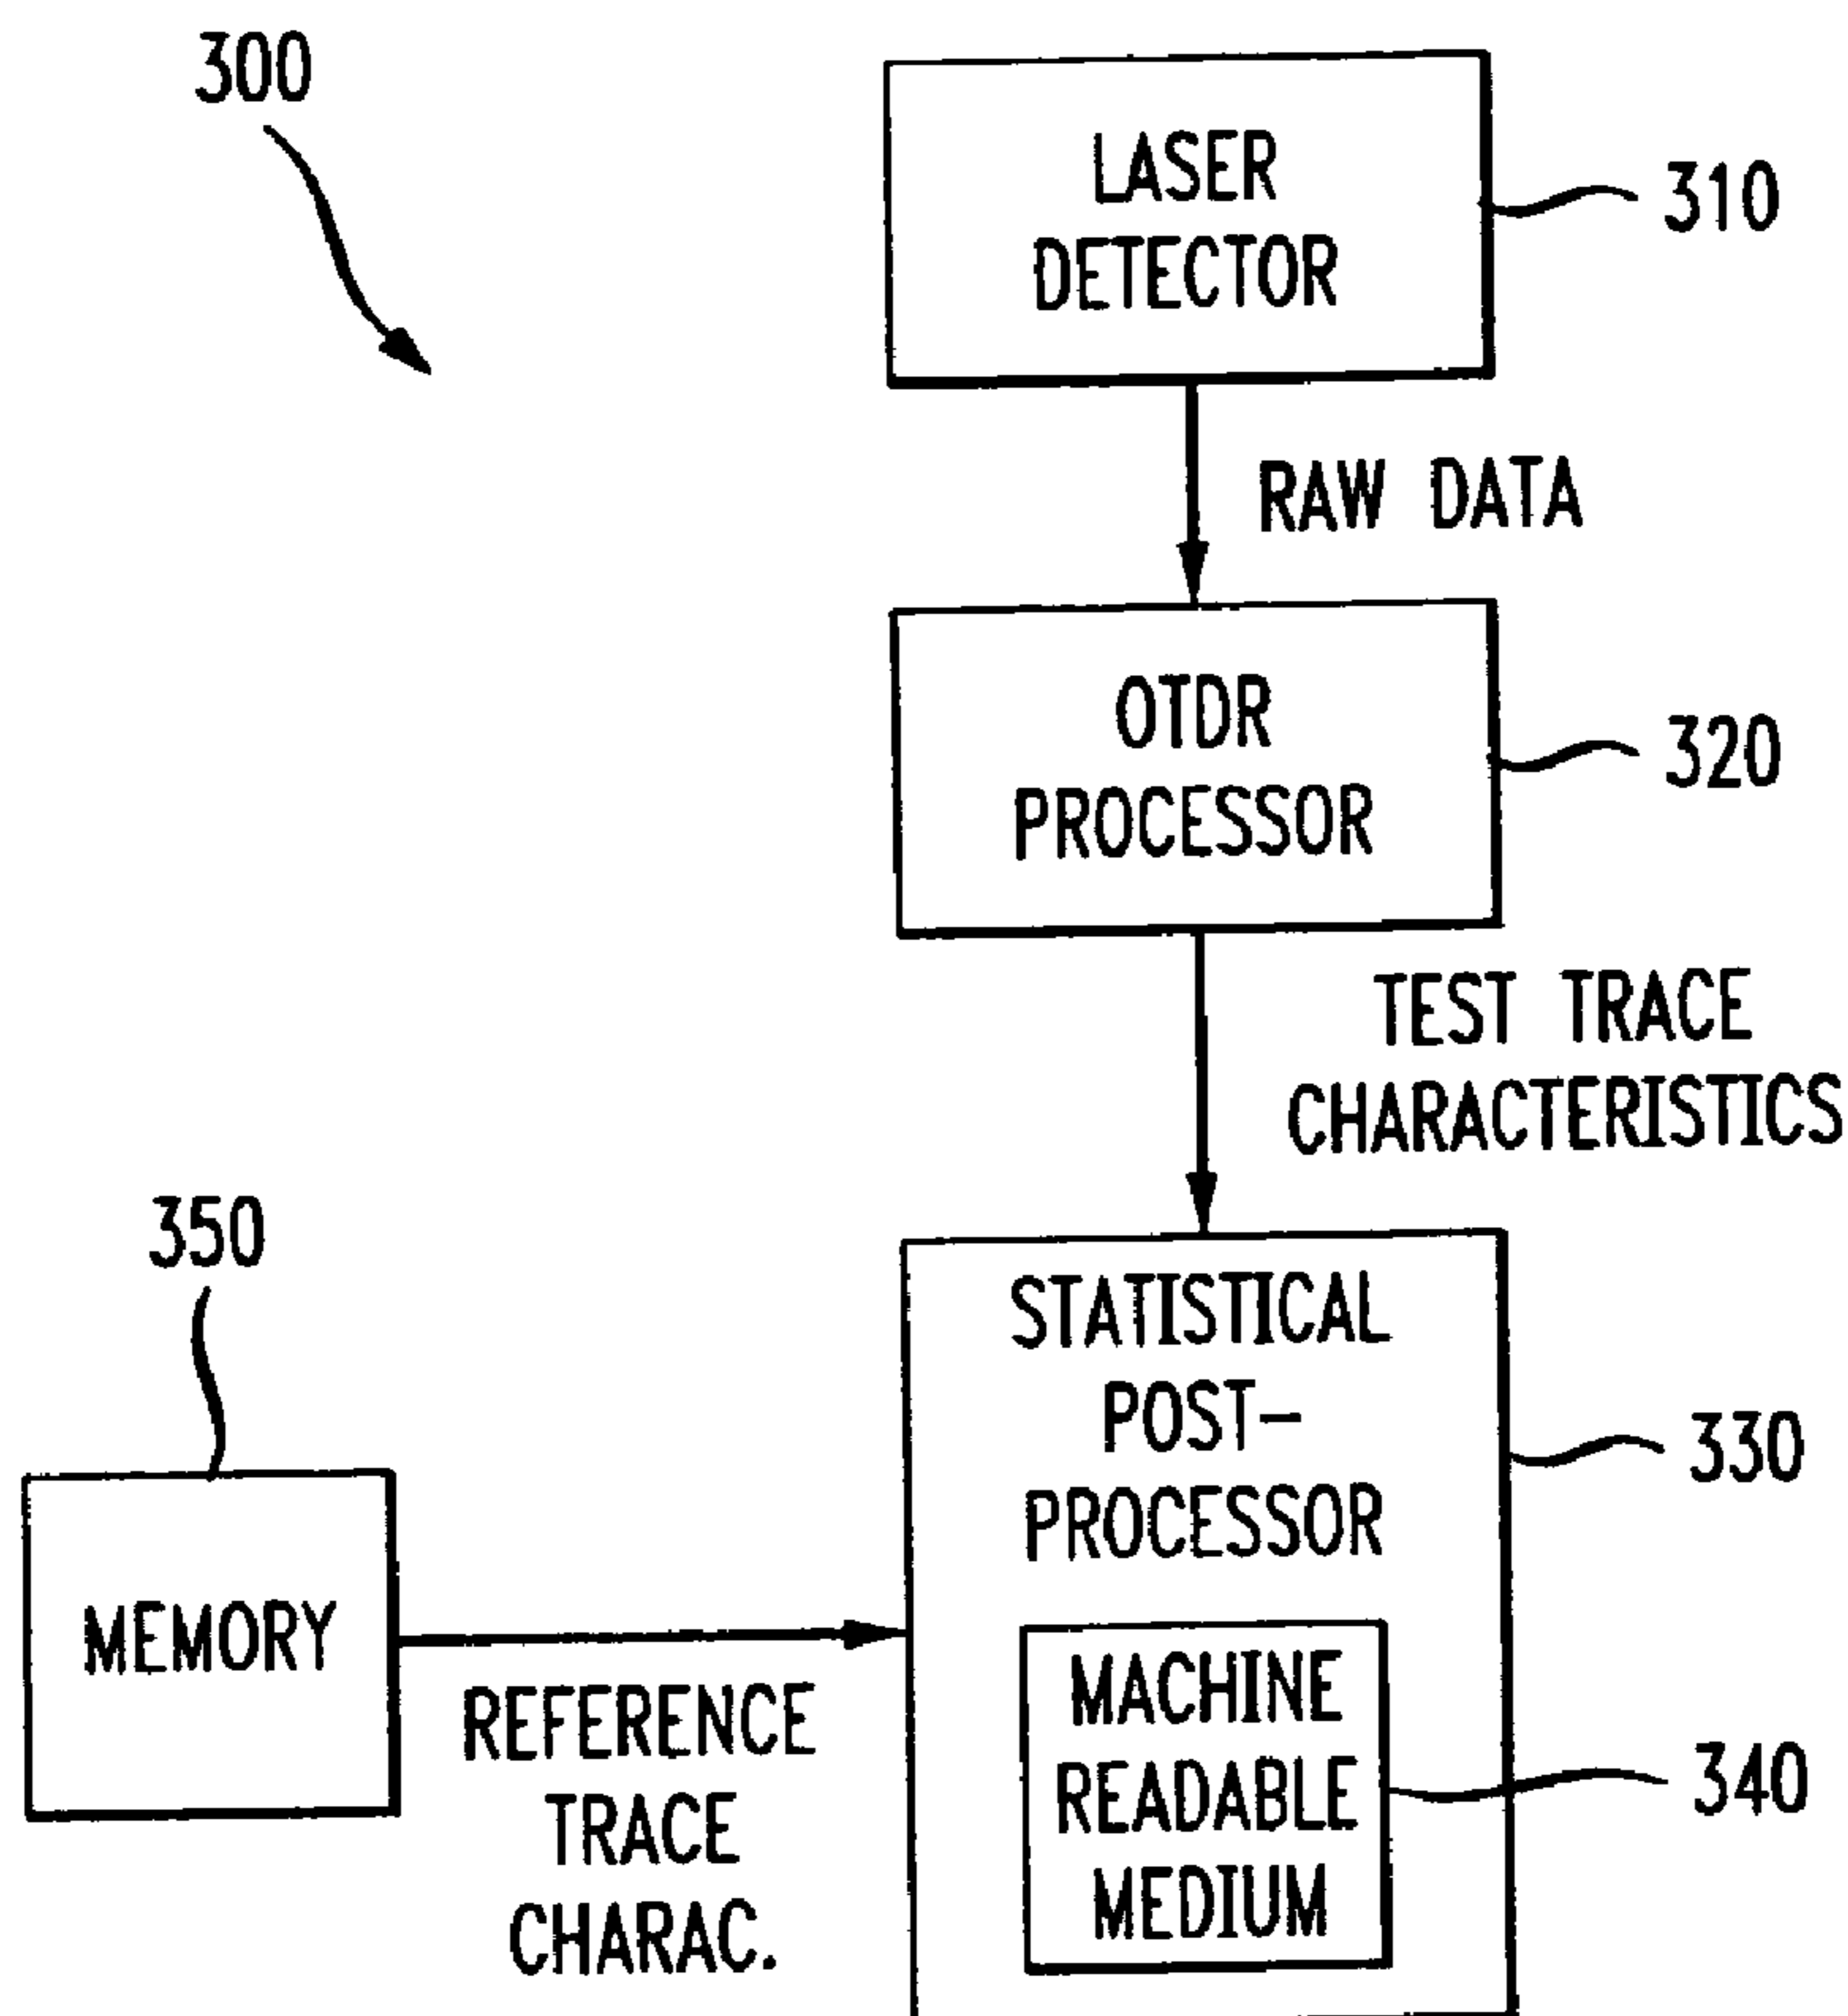 300
LASER
DETECTOR
310
RAW DATA
OTDR
PROCESSOR
320
TEST TRACE
CHARACTERISTICS
350
STATISTICAL
POST-
PROCESSOR
330
MEMORY
REFERENCE
TRACE
CHARAC.
MACHINE
READABLE
MEDIUM
340